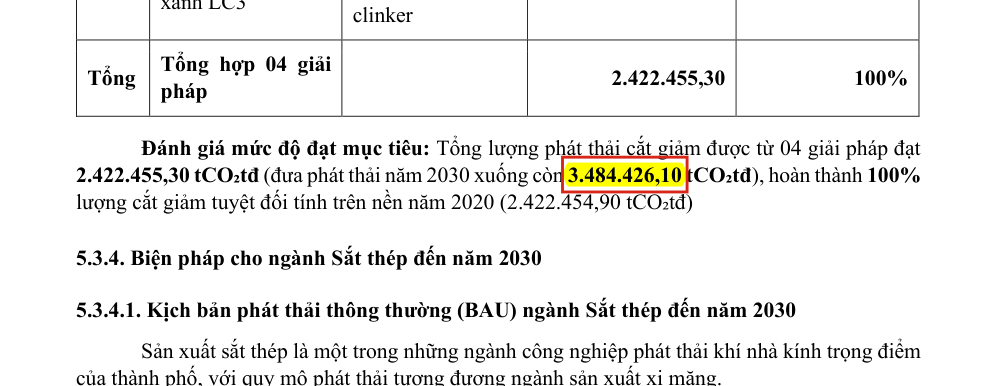 xanh LC3
clinker
Tổng hợp 04 giải
Tổng 2.422.455,30 100%
pháp
Đánh giá mức độ đạt mục tiêu: Tổng lượng phát thải cắt giảm được từ 04 giải pháp đạt
2.422.455,30 tCO₂tđ (đưa phát thải năm 2030 xuống còn 3.484.426,10 tCO₂tđ), hoàn thành 100%
lượng cắt giảm tuyệt đối tính trên nền năm 2020 (2.422.454,90 tCO₂tđ)
5.3.4. Biện pháp cho ngành Sắt thép đến năm 2030
5.3.4.1. Kịch bản phát thải thông thường (BAU) ngành Sắt thép đến năm 2030
Sản xuất sắt thép là một trong những ngành công nghiệp phát thải khí nhà kính trọng điểm
của thành phố, với quy mô phát thải tương đương ngành sản xuất xi măng.